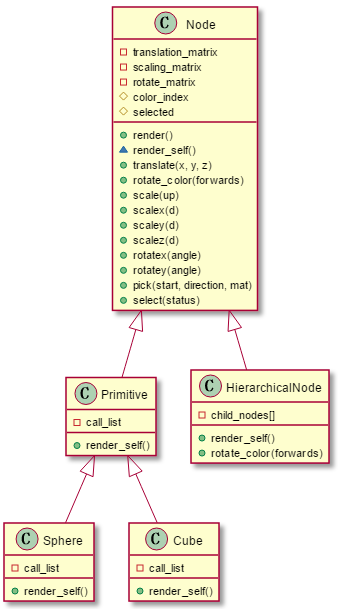 C Node
translation_matrix
scaling_matrix
rotate_matrix
color_index
selected
render()
render_self()
translate(x, y, z)
rotate_color(forwards)
scale(up)
scalex(d)
scaley(d)
scalez(d)
rotatex(angle)
rotatey(angle)
pick(start, direction, mat)
select(status)
C Primitive
call_list
render_self()
C HierarchicalNode
child_nodes[]
render_self()
rotate_color(forwards)
C Sphere
call_list
render_self()
C Cube
call_list
render_self()